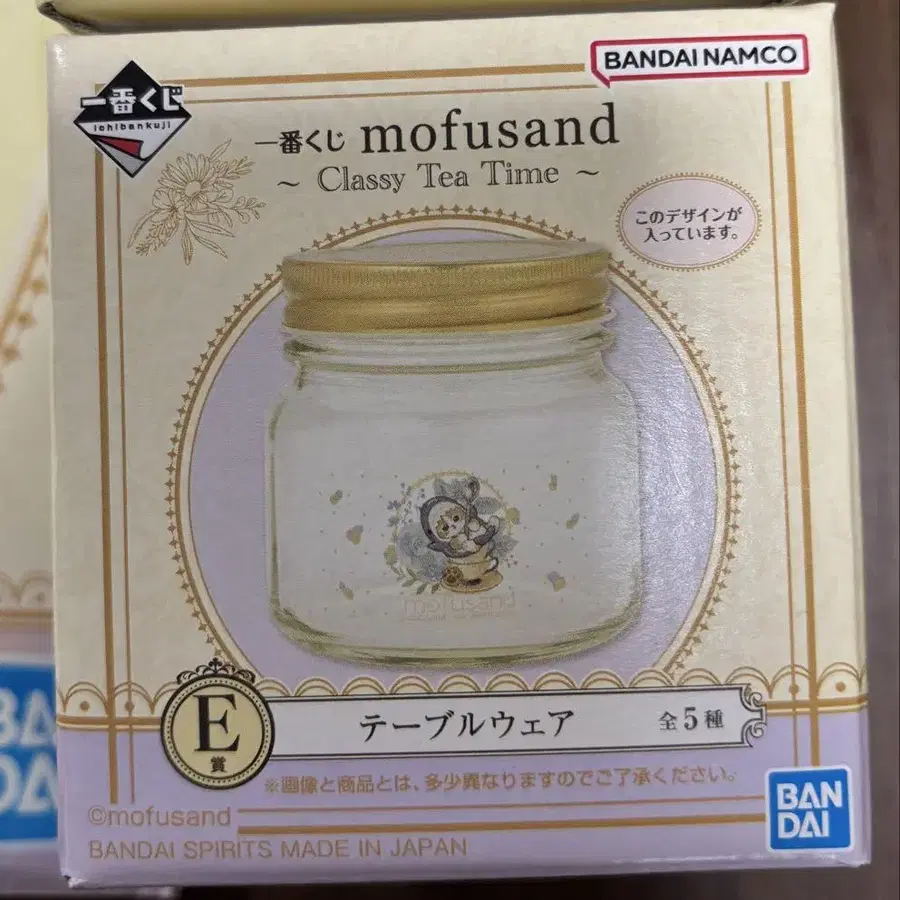 BANDAI NAMCO
一番くじ
ichibankuji
一番くじ mofusand
~ Classy Tea Time ~
このデザインが
入っています。
mofusand
E賞
テーブルウェア 全5種
※画像と商品とは、多少異なりますのでご了承ください。
©mofusand
BANDAI SPIRITS MADE IN JAPAN
BAN
DAI
BA
DAI